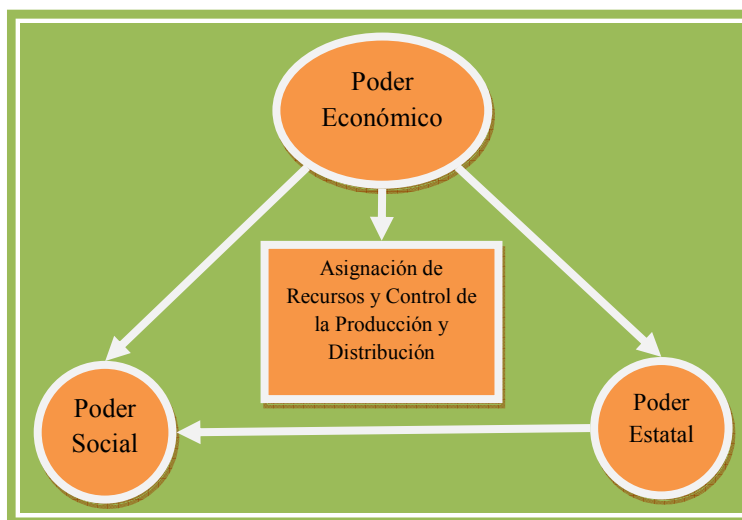 Poder
Económico
Asignación de
Recursos y Control de
la Producción y
Distribución
Poder
Social
Poder
Estatal